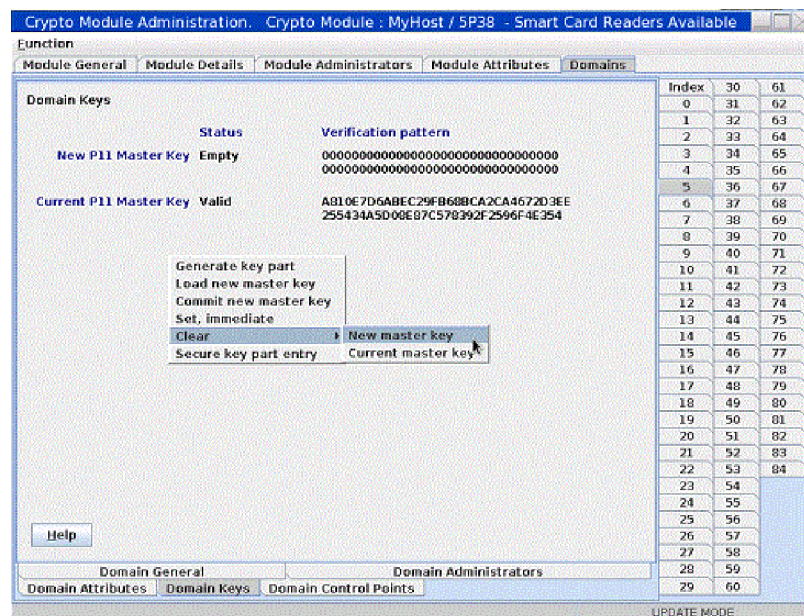 Crypto Module Administration. Crypto Module : MyHost / 5P38 - Smart Card Readers Available
Function
Module General Module Details Module Administrators Module Attributes Domains
Domain Keys
Status Verification pattern
New P11 Master Key Empty 00000000000000000000000000000000
00000000000000000000000000000000
Current P11 Master Key Valid A810E7D6ABEC29FB68BCA2CA4672D3EE
255434A5D08E87C578392F2596F4E354
Generate key part
Load new master key
Commit new master key
Set, immediate
Clear New master key
Secure key part entry Current master key
Help
Domain General Domain Administrators
Domain Attributes Domain Keys Domain Control Points
Index 30 61
0 31 62
1 32 63
2 33 64
3 34 65
4 35 66
5 36 67
6 37 68
7 38 69
8 39 70
9 40 71
10 41 72
11 42 73
12 43 74
13 44 75
14 45 76
15 46 77
16 47 78
17 48 79
18 49 80
19 50 81
20 51 82
21 52 83
22 53 84
23 54
24 55
25 56
26 57
27 58
28 59
29 60
UPDATE MODE